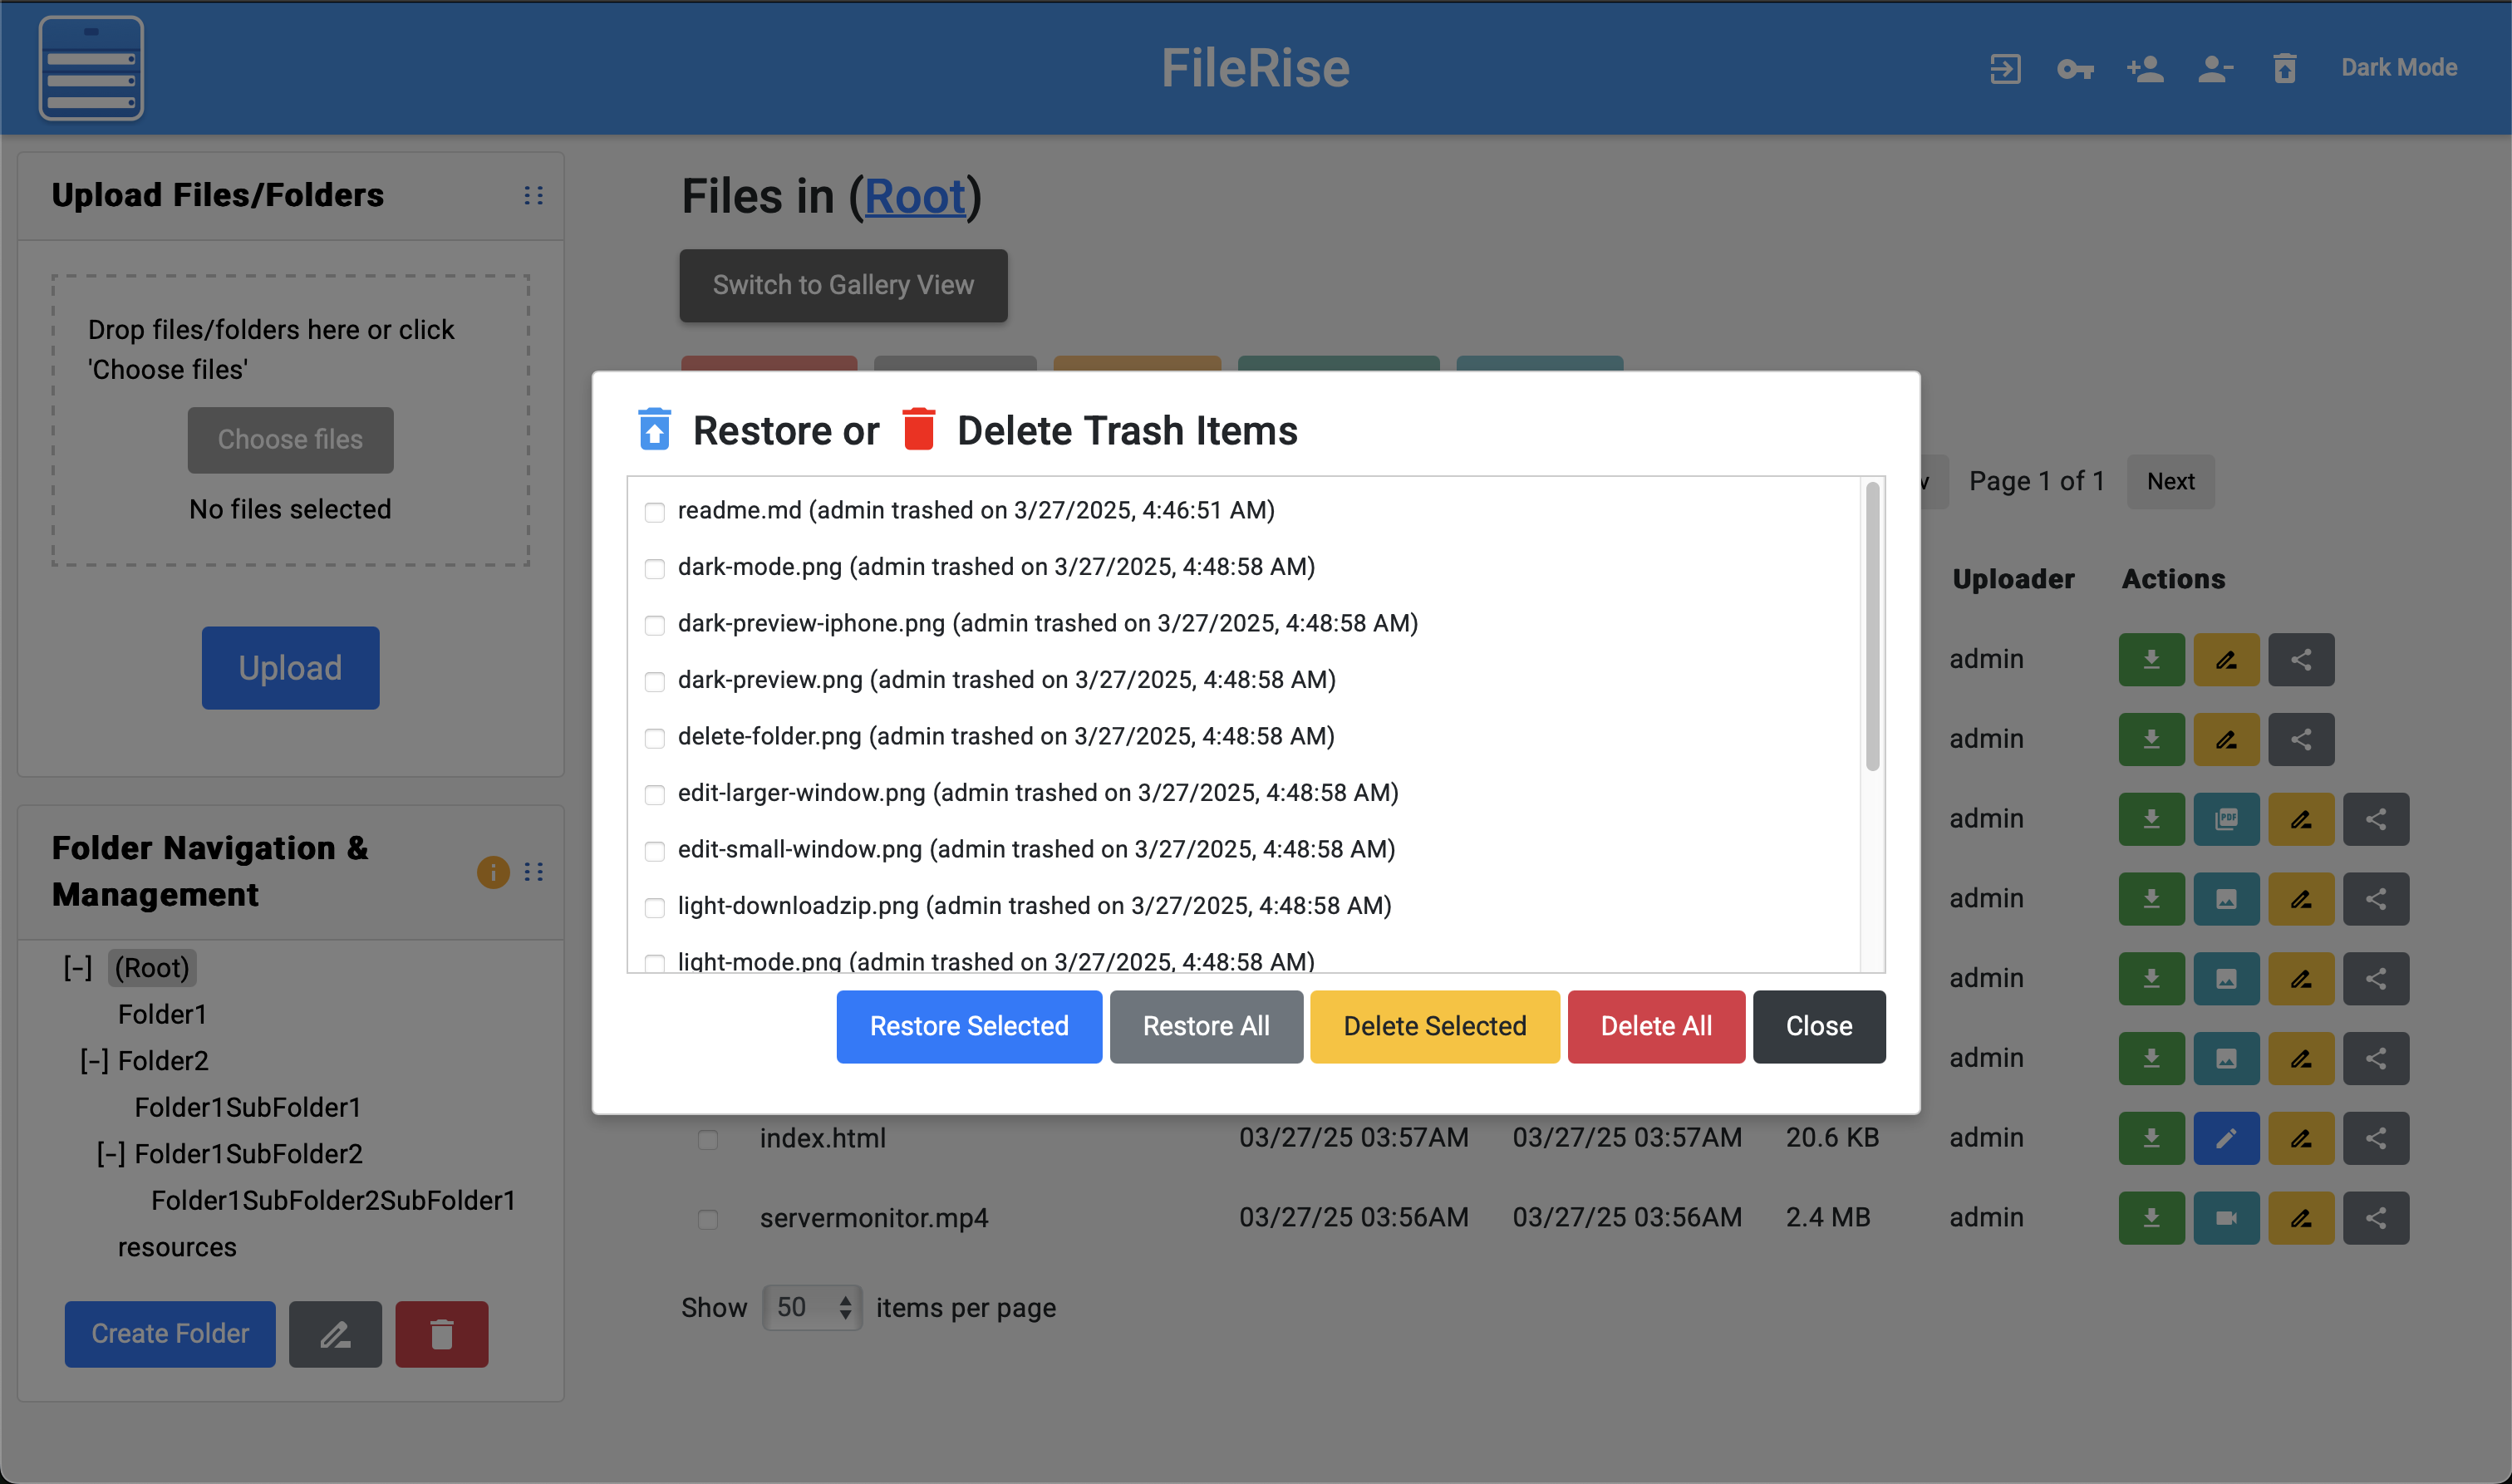 FileRise
Dark Mode
Upload Files/Folders
Drop files/folders here or click
'Choose files'
Choose files
No files selected
Upload
Folder Navigation &
Management
[-] (Root)
Folder1
[-] Folder2
Folder1SubFolder1
[-] Folder1SubFolder2
Folder1SubFolder2SubFolder1
resources
Create Folder
Files in (Root)
Switch to Gallery View
Page 1 of 1 Next
Uploader Actions
admin
admin
admin
admin
admin
admin
Restore or Delete Trash Items
readme.md (admin trashed on 3/27/2025, 4:46:51 AM)
dark-mode.png (admin trashed on 3/27/2025, 4:48:58 AM)
dark-preview-iphone.png (admin trashed on 3/27/2025, 4:48:58 AM)
dark-preview.png (admin trashed on 3/27/2025, 4:48:58 AM)
delete-folder.png (admin trashed on 3/27/2025, 4:48:58 AM)
edit-larger-window.png (admin trashed on 3/27/2025, 4:48:58 AM)
edit-small-window.png (admin trashed on 3/27/2025, 4:48:58 AM)
light-downloadzip.png (admin trashed on 3/27/2025, 4:48:58 AM)
light-mode.png (admin trashed on 3/27/2025, 4:48:58 AM)
Restore Selected Restore All Delete Selected Delete All Close
index.html 03/27/25 03:57AM 03/27/25 03:57AM 20.6 KB admin
servermonitor.mp4 03/27/25 03:56AM 03/27/25 03:56AM 2.4 MB admin
Show 50 items per page